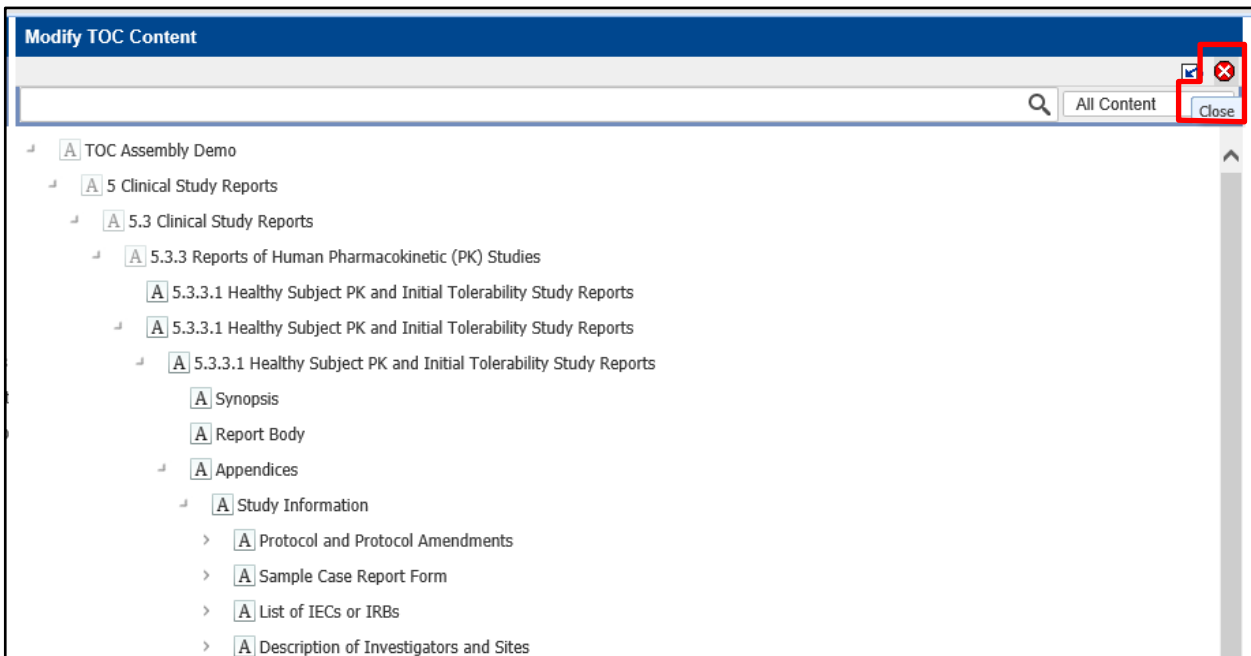 Modify TOC Content
All Content
Close
A TOC Assembly Demo
A 5 Clinical Study Reports
A 5.3 Clinical Study Reports
A 5.3.3 Reports of Human Pharmacokinetic (PK) Studies
A 5.3.3.1 Healthy Subject PK and Initial Tolerability Study Reports
A 5.3.3.1 Healthy Subject PK and Initial Tolerability Study Reports
A 5.3.3.1 Healthy Subject PK and Initial Tolerability Study Reports
A Synopsis
A Report Body
A Appendices
A Study Information
A Protocol and Protocol Amendments
A Sample Case Report Form
A List of IECs or IRBs
A Description of Investigators and Sites